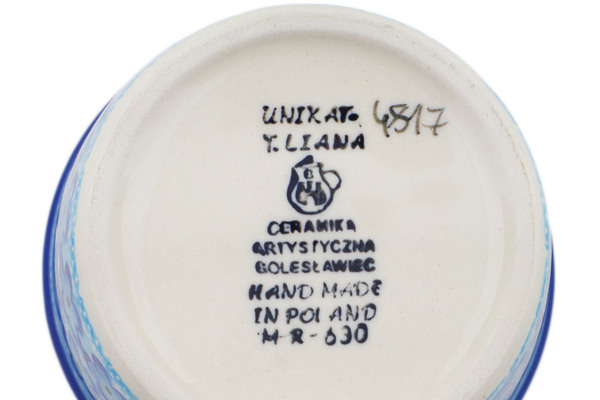 UNIKAT. 4817
Y. LIANA
CERAMIKA
ARTYSTYCZNA
BOLESŁAWIEC
HAND MADE
IN POLAND
M-R-630